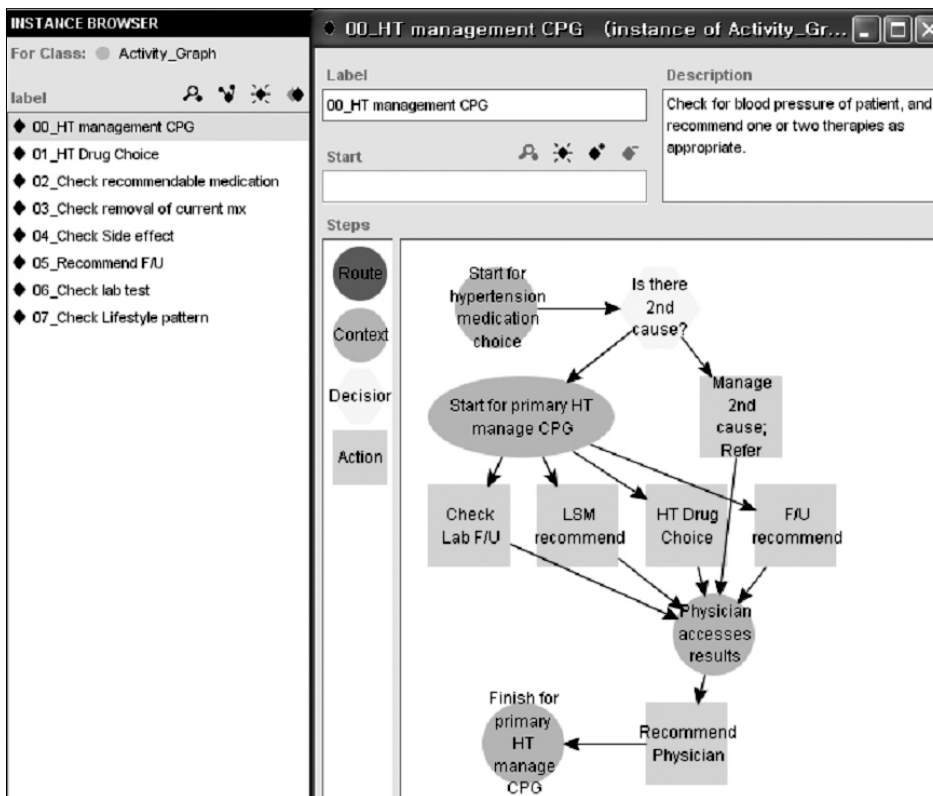 INSTANCE BROWSER
For Class: Activity_Graph
label
00_HT management CPG
01_HT Drug Choice
02_Check recommendable medication
03_Check removal of current mx
04_Check Side effect
05_Recommend F/U
06_Check lab test
07_Check Lifestyle pattern
00_HT management CPG (instance of Activity_Gr...
Label
00_HT management CPG
Start
Description
Check for blood pressure of patient, and
recommend one or two therapies as
appropriate.
Steps
Route
Context
Decision
Action
Start for
hypertension
medication
choice
Is there
2nd
cause?
Start for primary HT
manage CPG
Manage
2nd
cause;
Refer
Check
Lab F/U
LSM
recommend
HT Drug
Choice
F/U
recommend
Physician
accesses
results
Recommend
Physician
Finish for
primary
HT
manage
CPG